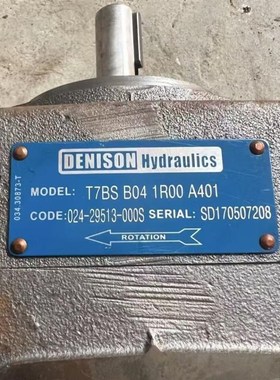 DENISON Hydraulics
MODEL: T7BS B04 1R00 A401
CODE: 024-29513-000S SERIAL: SD170507208
ROTATION
034.30873-T